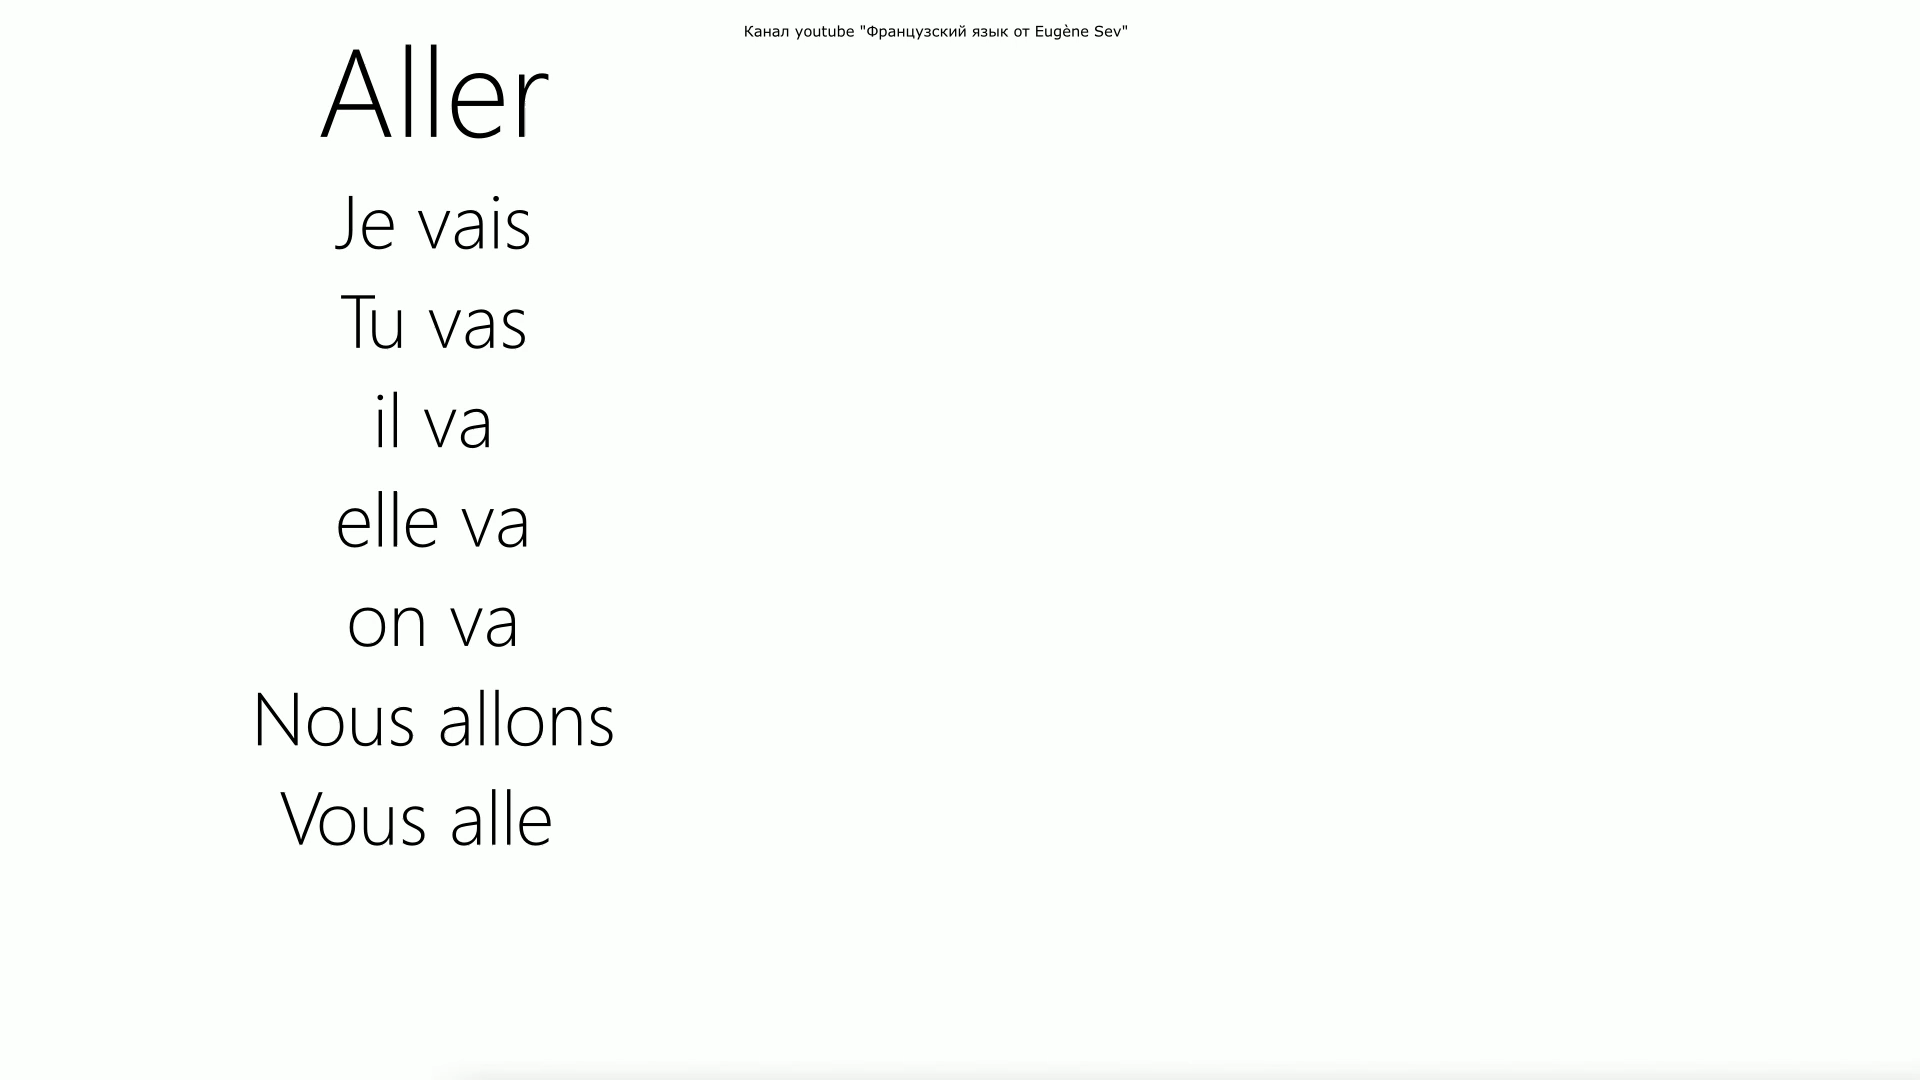 Канал youtube "Французский язык от Eugène Sev"
Aller
Je vais
Tu vas
il va
elle va
on va
Nous allons
Vous alle